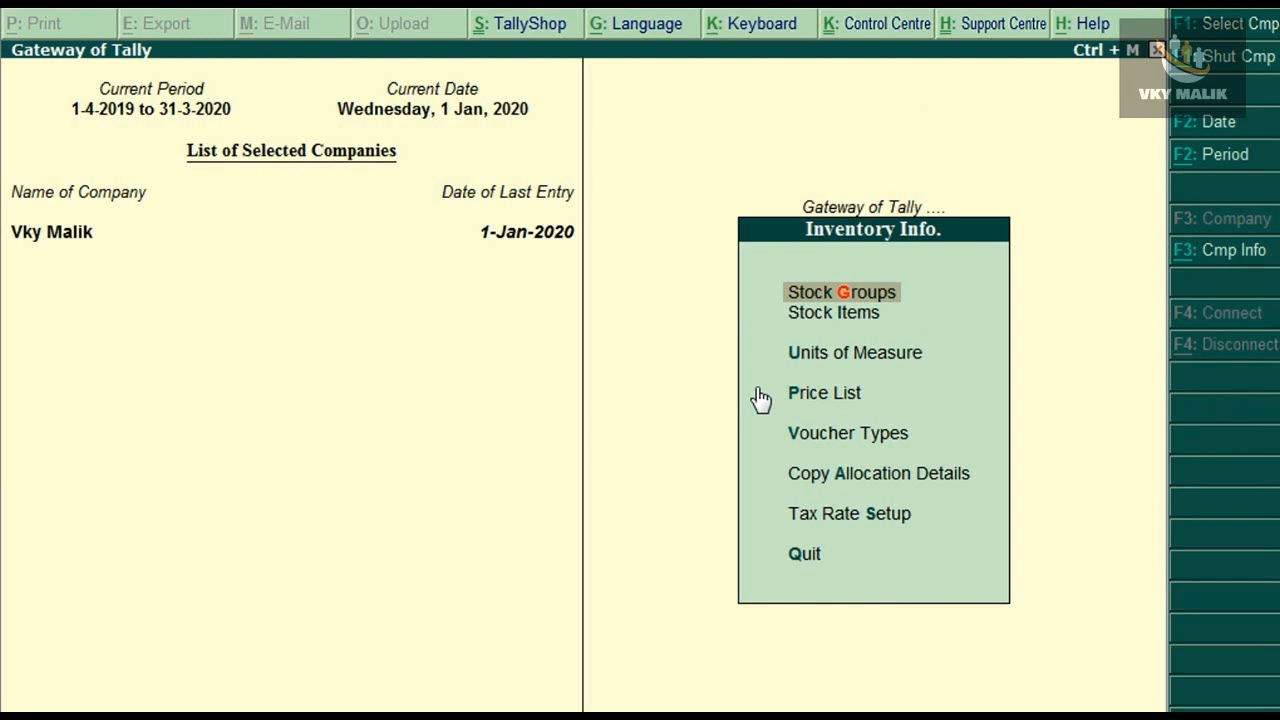 P: Print E: Export M: E-Mail O: Upload S: TallyShop G: Language K: Keyboard K: Control Centre H: Support Centre H: Help
F1: Select Cmp
Gateway of Tally Ctrl + M
F1: Shut Cmp
Current Period Current Date
1-4-2019 to 31-3-2020 Wednesday, 1 Jan, 2020
VKY MALIK
F2: Date
List of Selected Companies
F2: Period
Name of Company Date of Last Entry
Vky Malik 1-Jan-2020
Gateway of Tally ....
Inventory Info.
Stock Groups
Stock Items
Units of Measure
Price List
Voucher Types
Copy Allocation Details
Tax Rate Setup
Quit
F3: Company
F3: Cmp Info
F4: Connect
F4: Disconnect